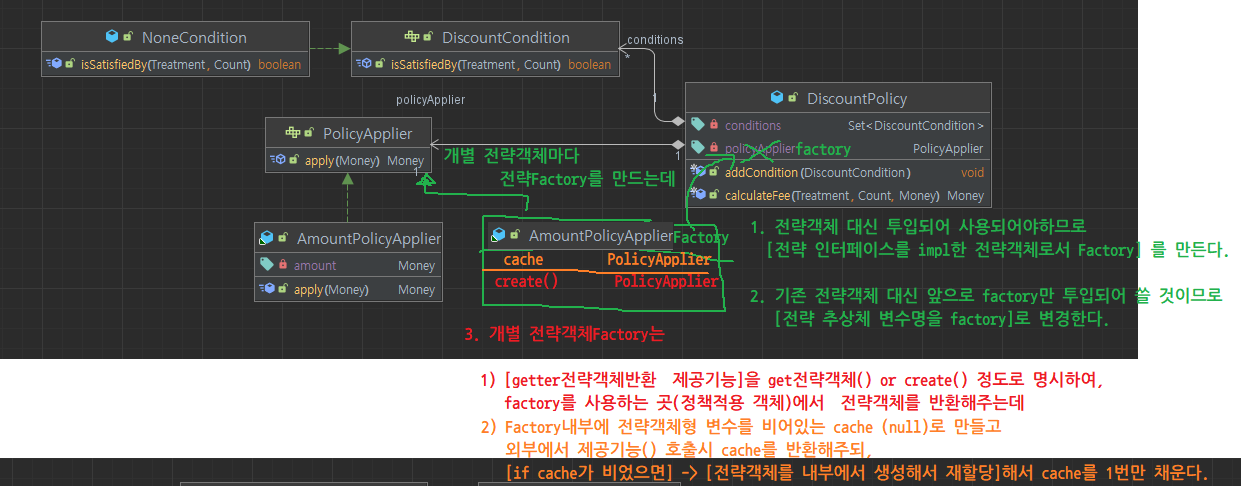 NoneCondition
isSatisfiedBy(Treatment, Count) boolean
DiscountCondition
isSatisfiedBy(Treatment, Count) boolean
conditions
*
1
policyApplier
DiscountPolicy
conditions Set<DiscountCondition>
policyApplier factory PolicyApplier
addCondition(DiscountCondition) void
calculateFee(Treatment, Count, Money) Money
PolicyApplier
apply(Money) Money
1
1
개별 전략객체마다
전략Factory를 만드는데
AmountPolicyApplier
amount Money
apply(Money) Money
AmountPolicyApplierFactory
cache PolicyApplier
create() PolicyApplier
1. 전략객체 대신 투입되어 사용되어야하므로
[전략 인터페이스를 impl한 전략객체로서 Factory] 를 만든다.
2. 기존 전략객체 대신 앞으로 factory만 투입되어 쓸 것이므로
[전략 추상체 변수명을 factory]로 변경한다.
3. 개별 전략객체Factory는
1) [getter전략객체반환 제공기능]을 get전략객체() or create() 정도로 명시하여,
factory를 사용하는 곳(정책적용 객체)에서 전략객체를 반환해주는데
2) Factory내부에 전략객체형 변수를 비어있는 cache (null)로 만들고
외부에서 제공기능() 호출시 cache를 반환해주되,
[if cache가 비었으면] -> [전략객체를 내부에서 생성해서 재할당]해서 cache를 1번만 채운다.